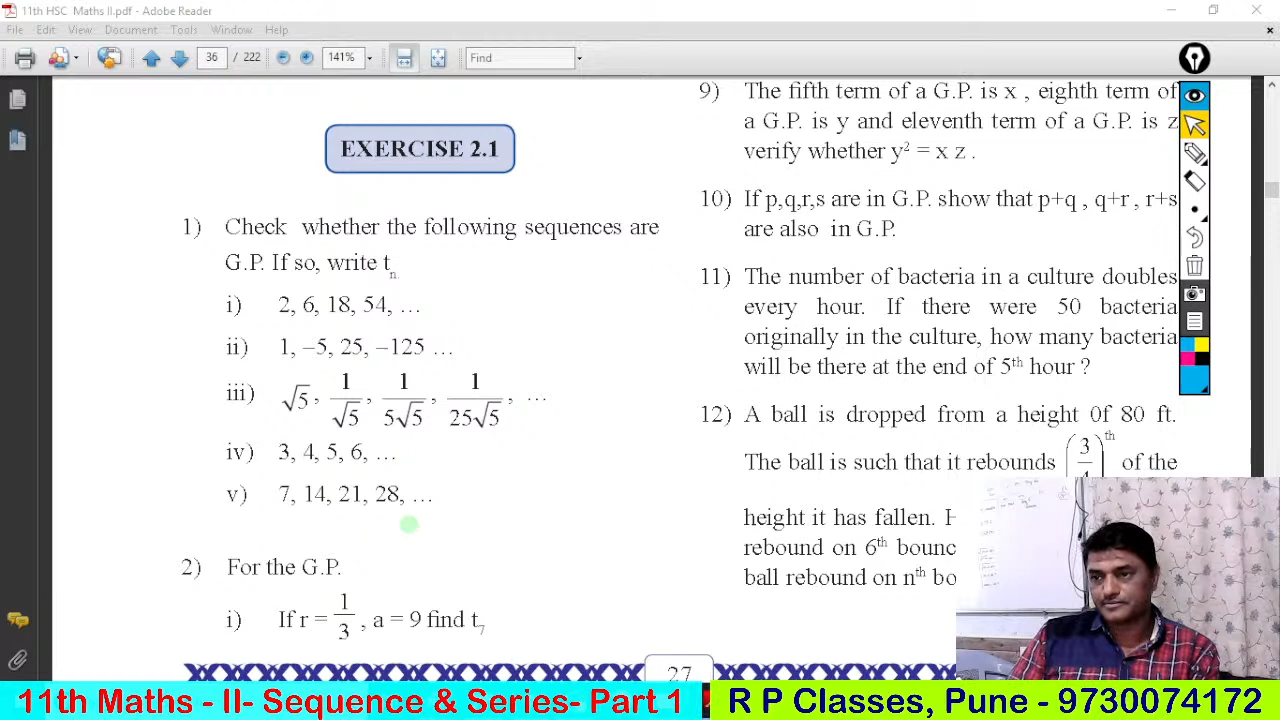 11th HSC Maths II.pdf - Adobe Reader
File Edit View Document Tools Window Help
36 / 222 141% Find
EXERCISE 2.1
1) Check whether the following sequences are
G.P. If so, write tₙ.
i) 2, 6, 18, 54, …
ii) 1, –5, 25, –125 …
iii) √5, 1/√5, 1/5√5, 1/25√5, …
iv) 3, 4, 5, 6, …
v) 7, 14, 21, 28, …
2) For the G.P.
i) If r = 1/3, a = 9 find t₇
9) The fifth term of a G.P. is x , eighth term of
a G.P. is y and eleventh term of a G.P. is z
verify whether y² = x z .
10) If p,q,r,s are in G.P. show that p+q , q+r , r+s
are also in G.P.
11) The number of bacteria in a culture doubles
every hour. If there were 50 bacteria
originally in the culture, how many bacteria
will be there at the end of 5th hour ?
12) A ball is dropped from a height 0f 80 ft.
The ball is such that it rebounds (3/4)th of the
height it has fallen. H
rebound on 6th bounc
ball rebound on nth bo
27
11th Maths - II- Sequence & Series- Part 1
R P Classes, Pune - 9730074172